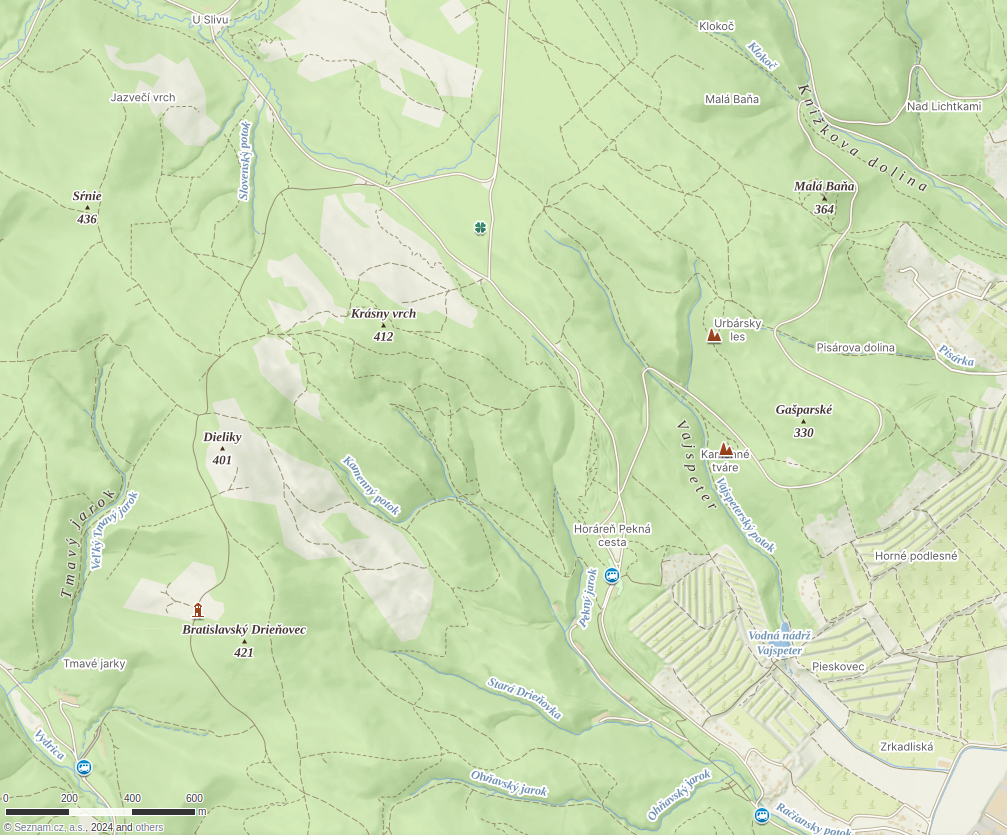 U Slivu
Klokoč
Klokoč
Jazvečí vrch
Malá Baňa
Nad Lichtkami
Knižkova dolina
Slovenský potok
Sŕnie
436
Malá Baňa
364
Krásny vrch
412
Urbársky
les
Pisárova dolina
Pisárka
Gašparské
330
Dieliky
401
Vajspeter
Kamenné
tváre
Kamenný potok
Vajspeterský potok
Tmavý jarok
Veľký Tmavý jarok
Horáreň Pekná
cesta
Horné podlesné
Pekný jarok
Bratislavský Drieňovec
421
Vodná nádrž
Vajspeter
Tmavé jarky
Pieskovec
Stará Drieňovka
Vydrica
Zrkadliská
Ohňavský jarok
Ohňavský jarok
Račiansky potok
0 200 400 600
m
© Seznam.cz, a.s., 2024 and others